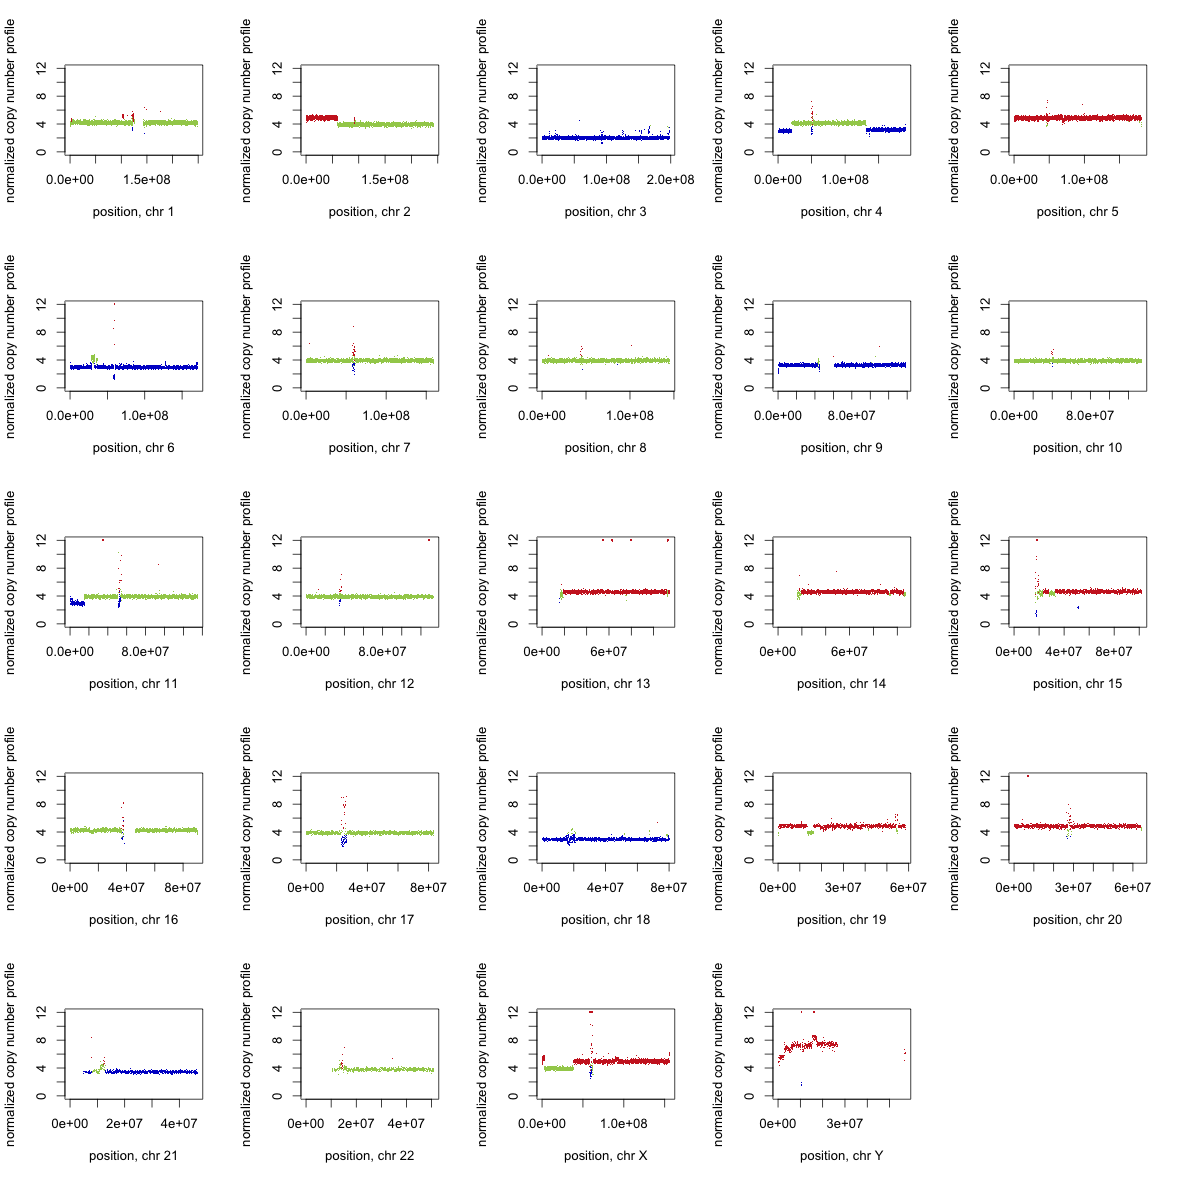 normalized copy number profile
0 4 8 12
0.0e+00 1.5e+08
position, chr 1
normalized copy number profile
0 4 8 12
0.0e+00 1.5e+08
position, chr 2
normalized copy number profile
0 4 8 12
0.0e+00 1.0e+08 2.0e+08
position, chr 3
normalized copy number profile
0 4 8 12
0.0e+00 1.0e+08
position, chr 4
normalized copy number profile
0 4 8 12
0.0e+00 1.0e+08
position, chr 5
normalized copy number profile
0 4 8 12
0.0e+00 1.0e+08
position, chr 6
normalized copy number profile
0 4 8 12
0.0e+00 1.0e+08
position, chr 7
normalized copy number profile
0 4 8 12
0.0e+00 1.0e+08
position, chr 8
normalized copy number profile
0 4 8 12
0.0e+00 8.0e+07
position, chr 9
normalized copy number profile
0 4 8 12
0.0e+00 8.0e+07
position, chr 10
normalized copy number profile
0 4 8 12
0.0e+00 8.0e+07
position, chr 11
normalized copy number profile
0 4 8 12
0.0e+00 8.0e+07
position, chr 12
normalized copy number profile
0 4 8 12
0e+00 6e+07
position, chr 13
normalized copy number profile
0 4 8 12
0e+00 6e+07
position, chr 14
normalized copy number profile
0 4 8 12
0e+00 4e+07 8e+07
position, chr 15
normalized copy number profile
0 4 8 12
0e+00 4e+07 8e+07
position, chr 16
normalized copy number profile
0 4 8 12
0e+00 4e+07 8e+07
position, chr 17
normalized copy number profile
0 4 8 12
0e+00 4e+07 8e+07
position, chr 18
normalized copy number profile
0 4 8 12
0e+00 3e+07 6e+07
position, chr 19
normalized copy number profile
0 4 8 12
0e+00 3e+07 6e+07
position, chr 20
normalized copy number profile
0 4 8 12
0e+00 2e+07 4e+07
position, chr 21
normalized copy number profile
0 4 8 12
0e+00 2e+07 4e+07
position, chr 22
normalized copy number profile
0 4 8 12
0.0e+00 1.0e+08
position, chr X
normalized copy number profile
0 4 8 12
0e+00 3e+07
position, chr Y